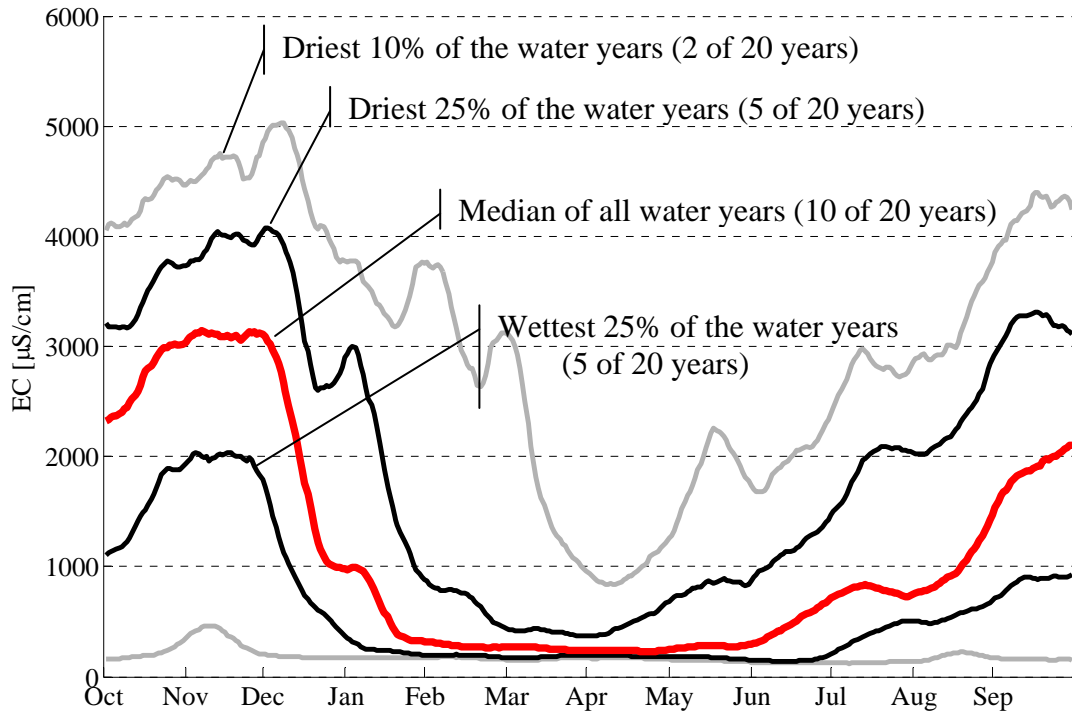 6000
Driest 10% of the water years (2 of 20 years)
Driest 25% of the water years (5 of 20 years)
5000
Median of all water years (10 of 20 years)
4000
Wettest 25% of the water years
(5 of 20 years)
3000
EC [µS/cm]
2000
1000
0
Oct Nov Dec Jan Feb Mar Apr May Jun Jul Aug Sep